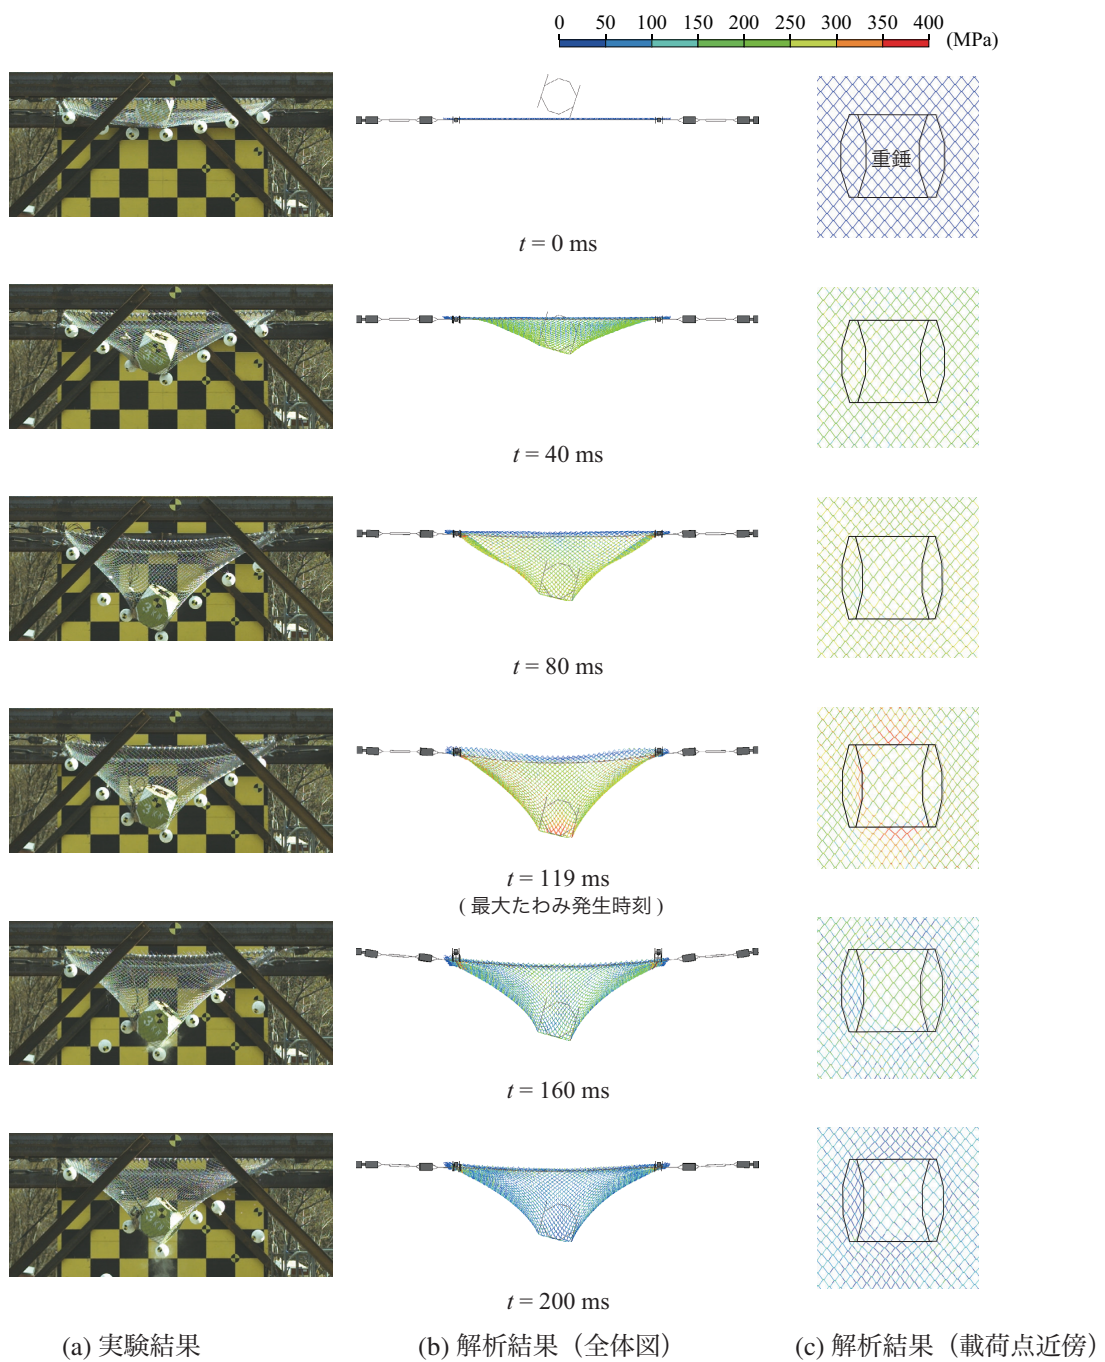 0 50 100 150 200 250 300 350 400
(MPa)
重錘
t = 0 ms
t = 40 ms
t = 80 ms
t = 119 ms
( 最大たわみ発生時刻 )
t = 160 ms
t = 200 ms
(a) 実験結果
(b) 解析結果（全体図）
(c) 解析結果（載荷点近傍）